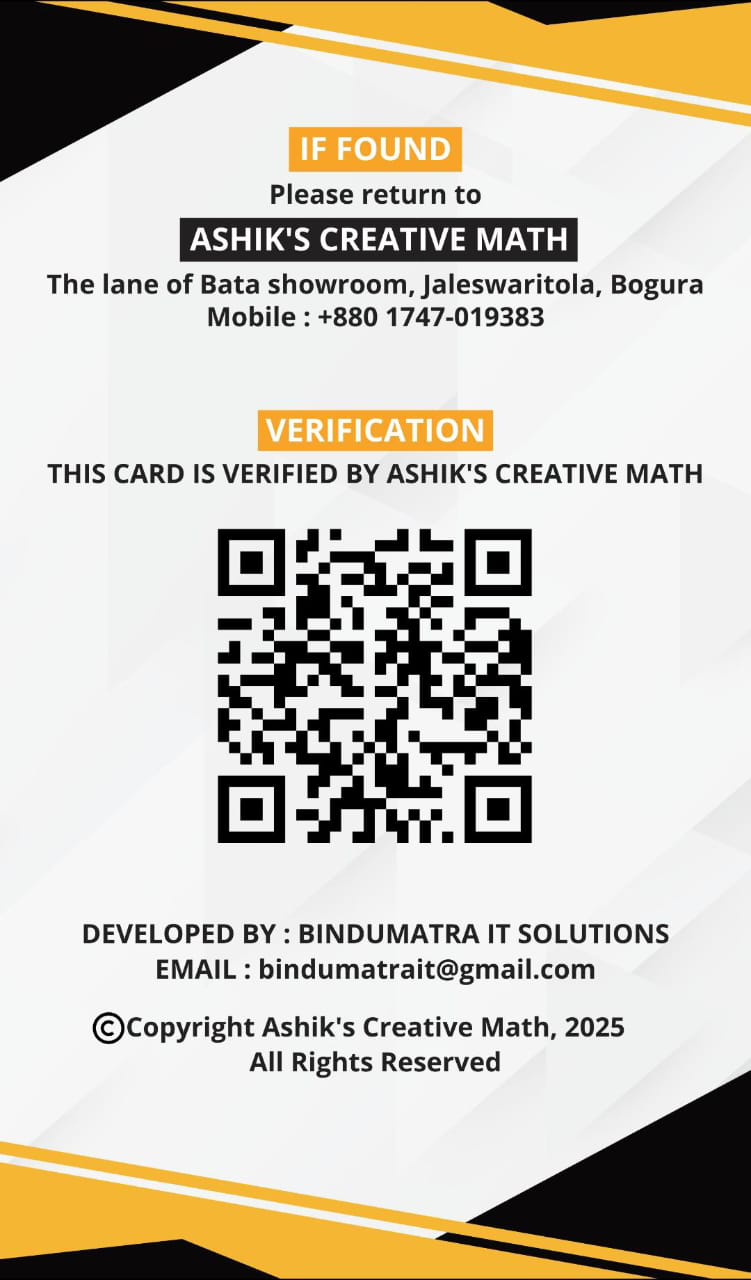 IF FOUND
Please return to
ASHIK'S CREATIVE MATH
The lane of Bata showroom, Jaleswaritola, Bogura
Mobile : +880 1747-019383
VERIFICATION
THIS CARD IS VERIFIED BY ASHIK'S CREATIVE MATH
DEVELOPED BY : BINDUMATRA IT SOLUTIONS
EMAIL : bindumatrait@gmail.com
©Copyright Ashik's Creative Math, 2025
All Rights Reserved